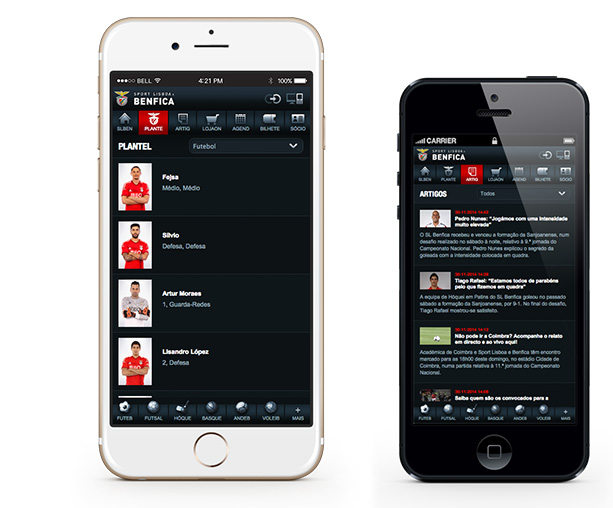 BELL
4:21 PM
100%
SPORT LISBOA E
BENFICA
SLBEN
PLANTE
ARTIG
LOJAON
AGEND
BILHETE
SÓCIO
PLANTEL
Futebol
Fejsa
Médio, Médio
Silvio
Defesa, Defesa
Artur Moraes
1, Guarda-Redes
Lisandro López
2, Defesa
FUTEB
FUTSAL
HÓQUE
BASQUE
ANDEB
VOLEIB
+
MAIS
CARRIER
SPORT LISBOA E
BENFICA
SLBEN
PLANTE
ARTIG
LOJAON
AGEND
BILHETE
SÓCIO
ARTIGOS
Todos
Pedro Nunes: "Jogámos com uma intensidade
muito elevada"
O SL Benfica recebeu e venceu a formação da Sanjoanense, num
desafio realizado no sábado à noite, relativo à 9.ª jornada do
Campeonato Nacional. Pedro Nunes explicou o segredo da
goleada com a intensidade colocada em quadra.
Tiago Rafael: "Estamos todos de parabéns
pelo que fizemos em quadra"
A equipa de Hóquei em Patins do SL Benfica goleou no passado
sábado a formação da Sanjoanense, por 9-1. No final do desafio,
Tiago Rafael mostrou-se satisfeito.
Não pode ir a Coimbra? Acompanhe o relato
em directo e ao vivo aqui!
Académica de Coimbra e Sport Lisboa e Benfica têm encontro
marcado para as 18h00 deste domingo, no estádio Cidade de
Coimbra, numa partida relativa à 11.ª jornada do Campeonato
Nacional.
Saiba quem são os convocados para a
FUTEB
FUTSAL
HÓQUE
BASQUE
ANDEB
VOLEIB
+
MAIS